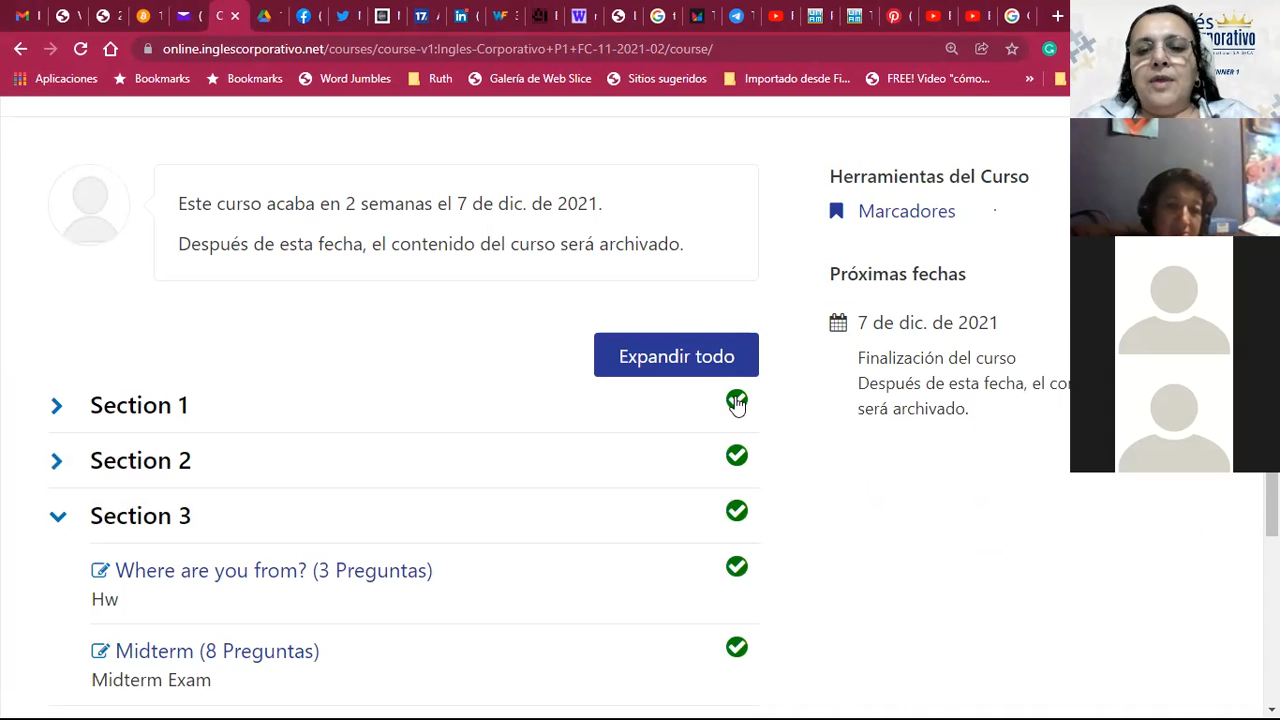 online.inglescorporativo.net/courses/course-v1:Ingles-Corporativo+P1+FC-11-2021-02/course/
Aplicaciones Bookmarks Bookmarks Word Jumbles Ruth Galería de Web Slice Sitios sugeridos Importado desde Fi... FREE! Video "cómo... »
Este curso acaba en 2 semanas el 7 de dic. de 2021.
Después de esta fecha, el contenido del curso será archivado.
Expandir todo
Section 1
Section 2
Section 3
Where are you from? (3 Preguntas)
Hw
Midterm (8 Preguntas)
Midterm Exam
Herramientas del Curso
Marcadores
Próximas fechas
7 de dic. de 2021
Finalización del curso
Después de esta fecha, el co
será archivado.